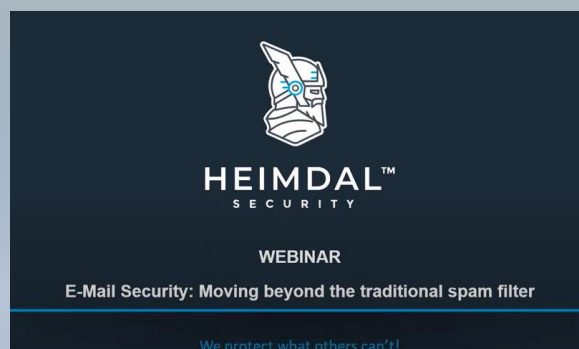 HEIMDAL™
SECURITY
WEBINAR
E-Mail Security: Moving beyond the traditional spam filter
We protect what others can't!